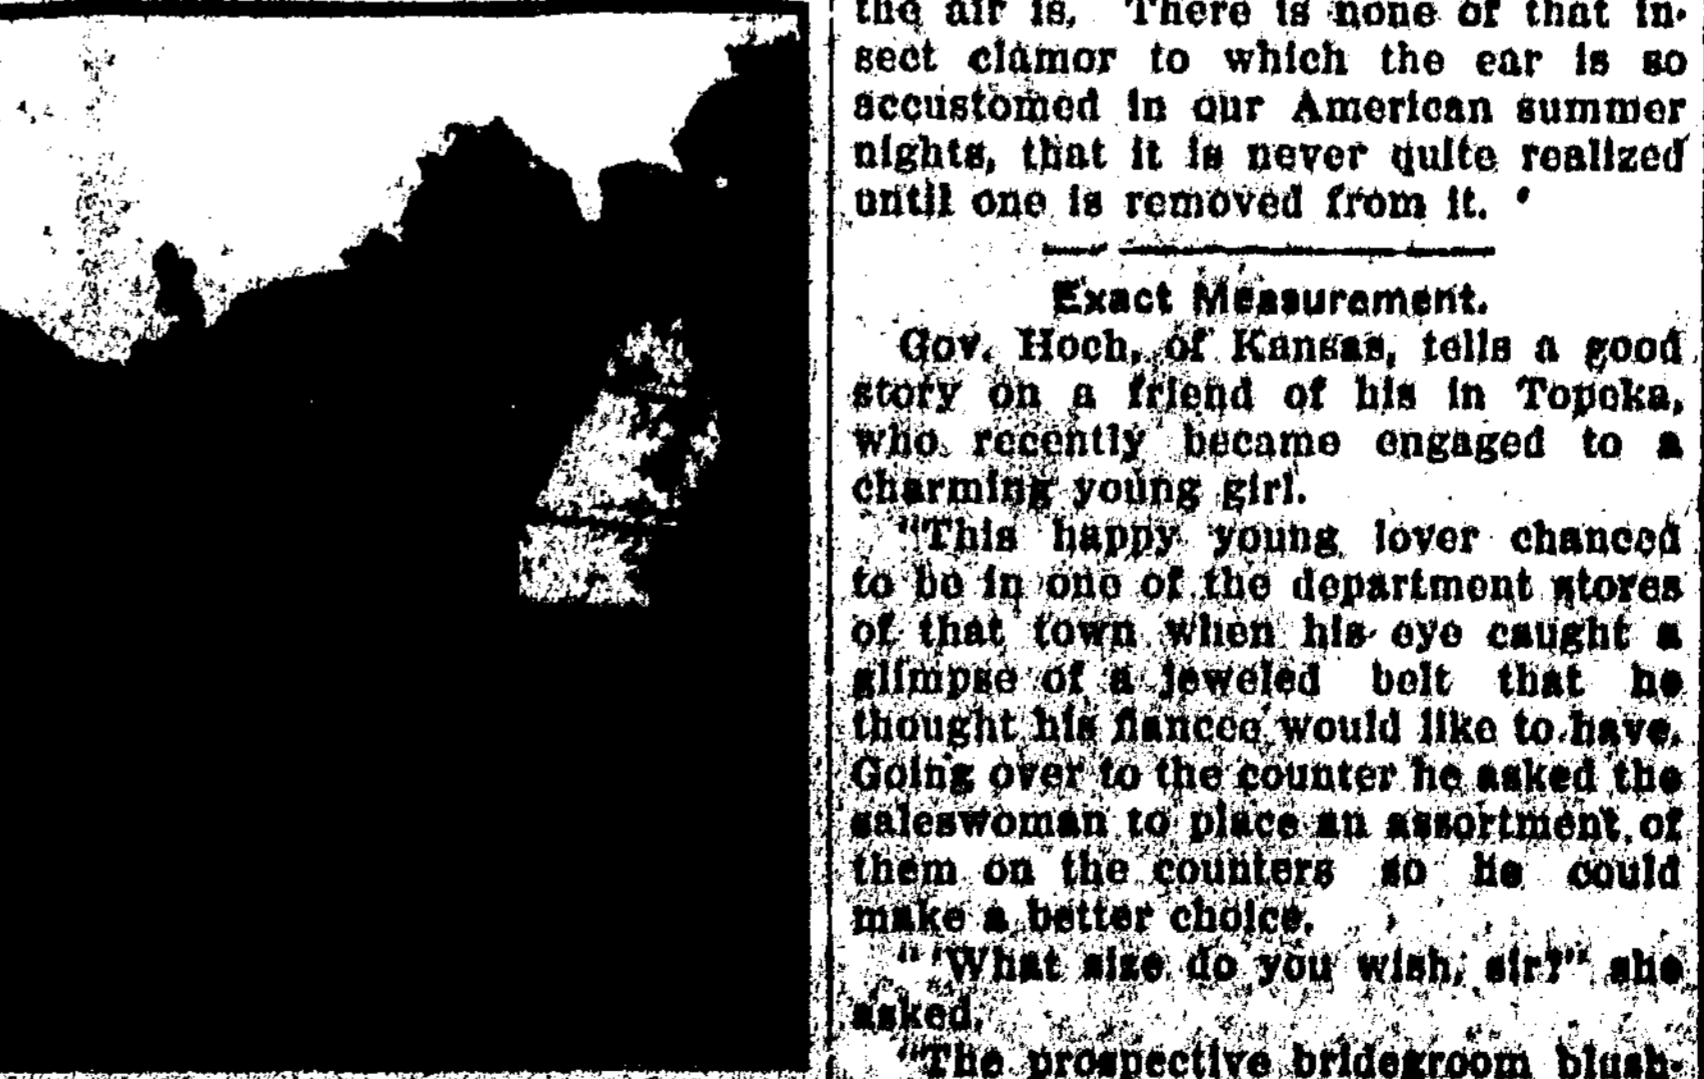 the air is. There is none of that in-
sect clamor to which the ear is so
accustomed in our American summer
nights, that it is never quite realized
until one is removed from it.
Exact Measurement.
Gov. Hoch, of Kansas, tells a good
story on a friend of his in Topeka,
who recently became engaged to a
charming young girl.
"This happy young lover chanced
to be in one of the department stores
of that town when his eye caught a
glimpse of a jeweled belt that he
thought his fiancee would like to have.
Going over to the counter he asked the
saleswoman to place an assortment of
them on the counters so he could
make a better choice.
"'What size do you wish, sir?'" she
asked.
"The prospective bridegroom blush-